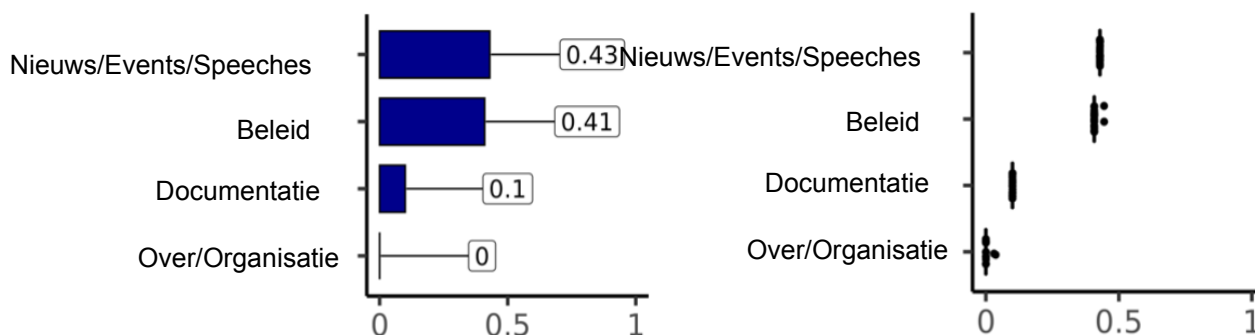 Nieuws/Events/Speeches
0.43
Beleid
0.41
Documentatie
0.1
Over/Organisatie
0
0 0.5 1
Nieuws/Events/Speeches
Beleid
Documentatie
Over/Organisatie
0 0.5 1